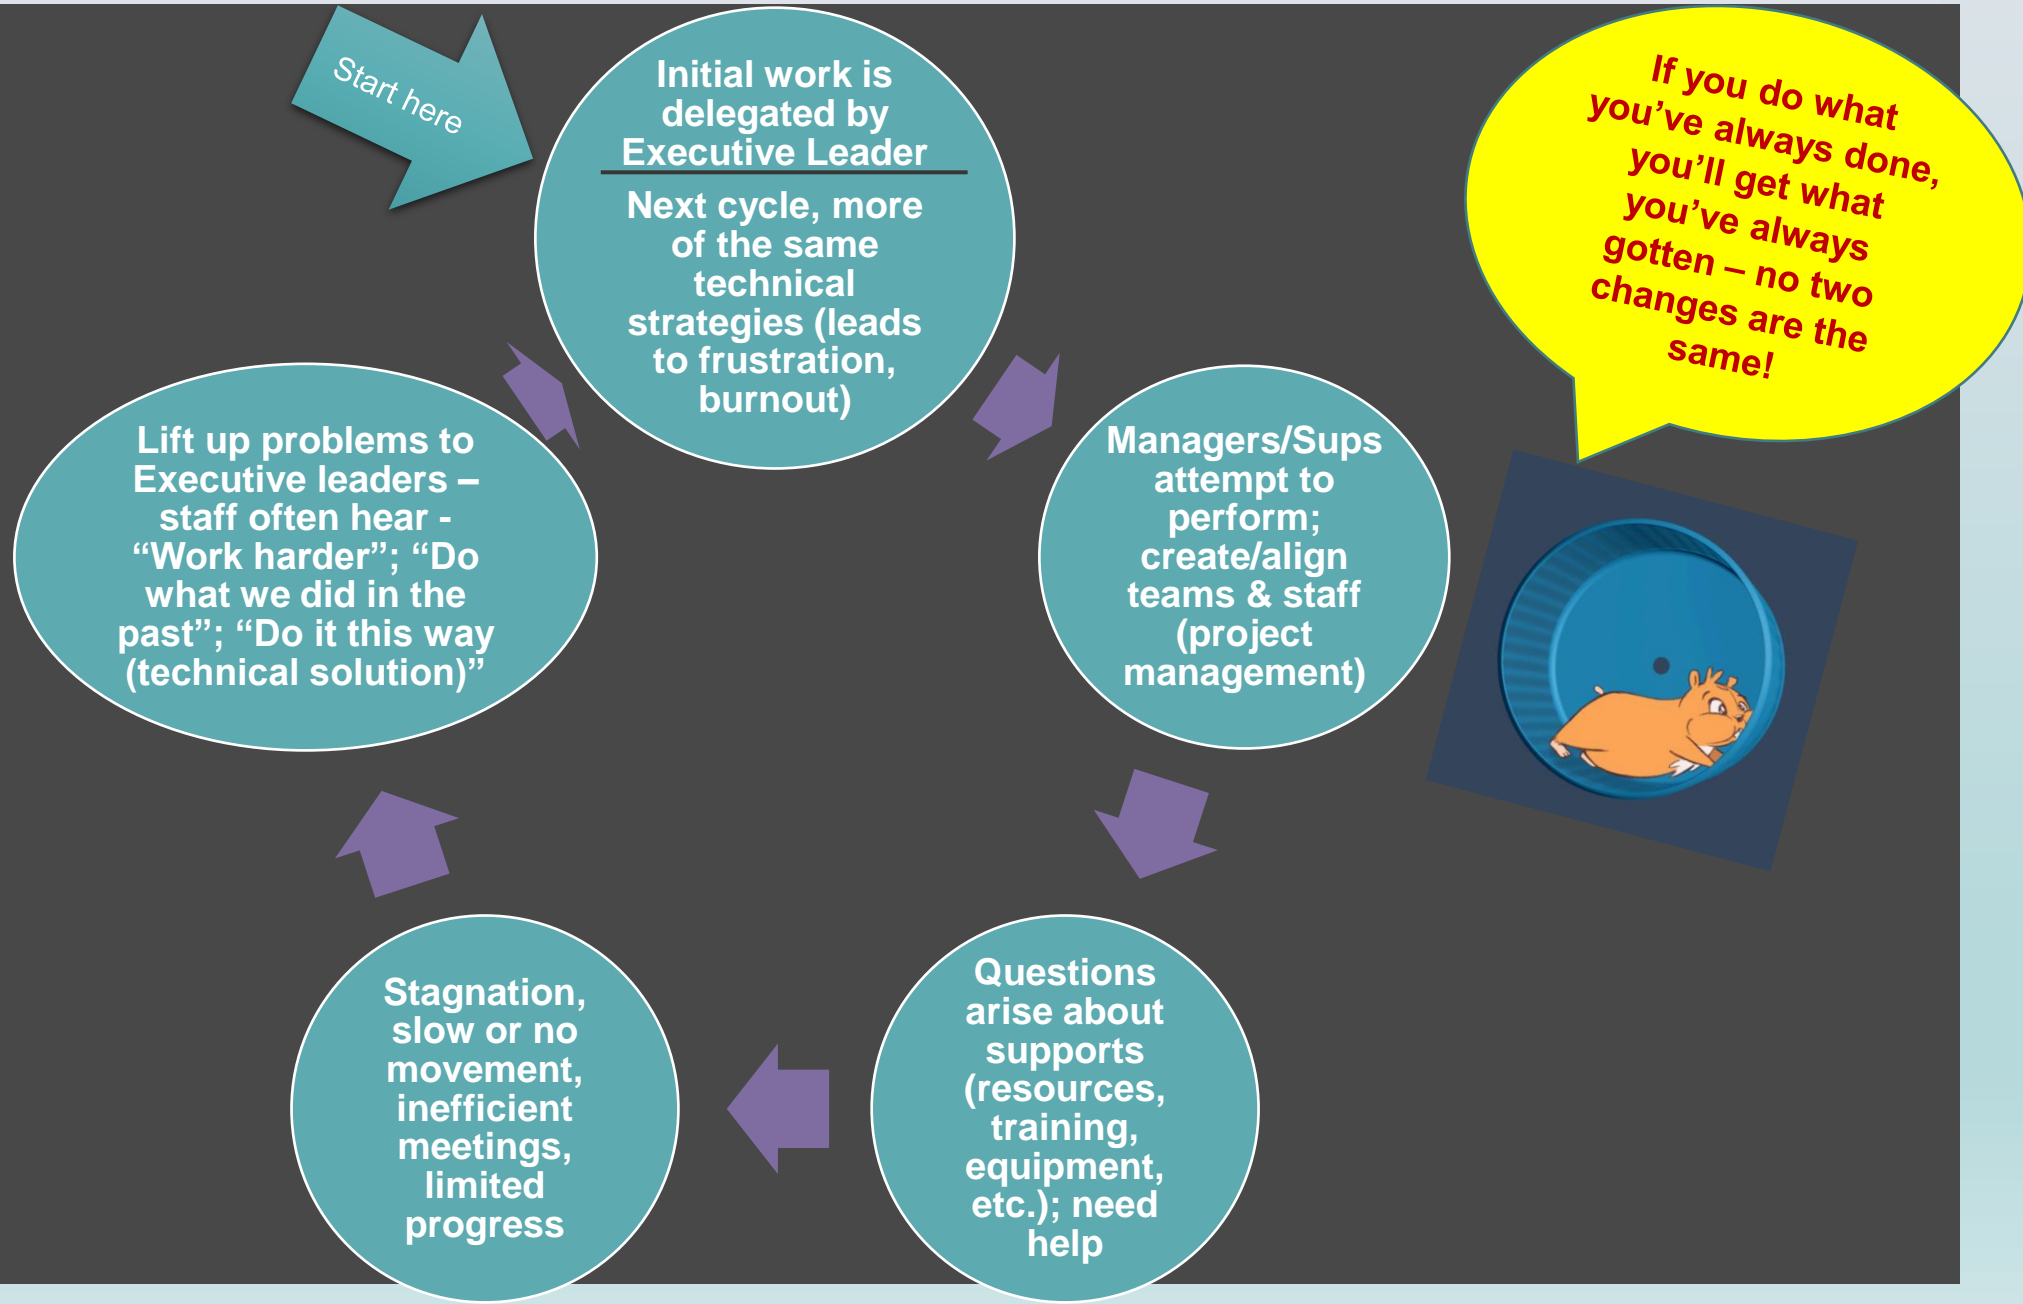 Start here
Initial work is
delegated by
Executive Leader
Next cycle, more
of the same
technical
strategies (leads
to frustration,
burnout)
If you do what
you’ve always done,
you’ll get what
you’ve always
gotten – no two
changes are the
same!
Managers/Sups
attempt to
perform;
create/align
teams & staff
(project
management)
Questions
arise about
supports
(resources,
training,
equipment,
etc.); need
help
Stagnation,
slow or no
movement,
inefficient
meetings,
limited
progress
Lift up problems to
Executive leaders –
staff often hear -
“Work harder”; “Do
what we did in the
past”; “Do it this way
(technical solution)”